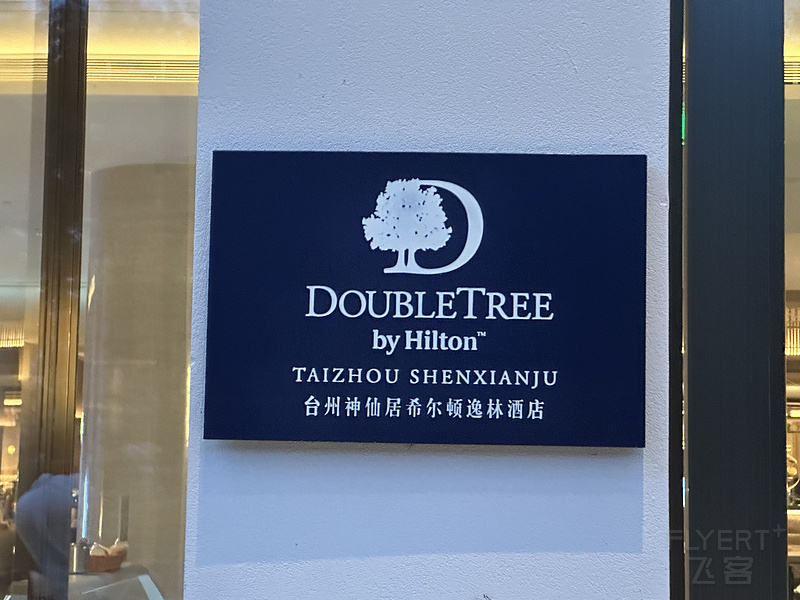 DOUBLETREE
by Hilton™
TAIZHOU SHENXIANJU
台州神仙居希尔顿逸林酒店
FLYERT+
飞客